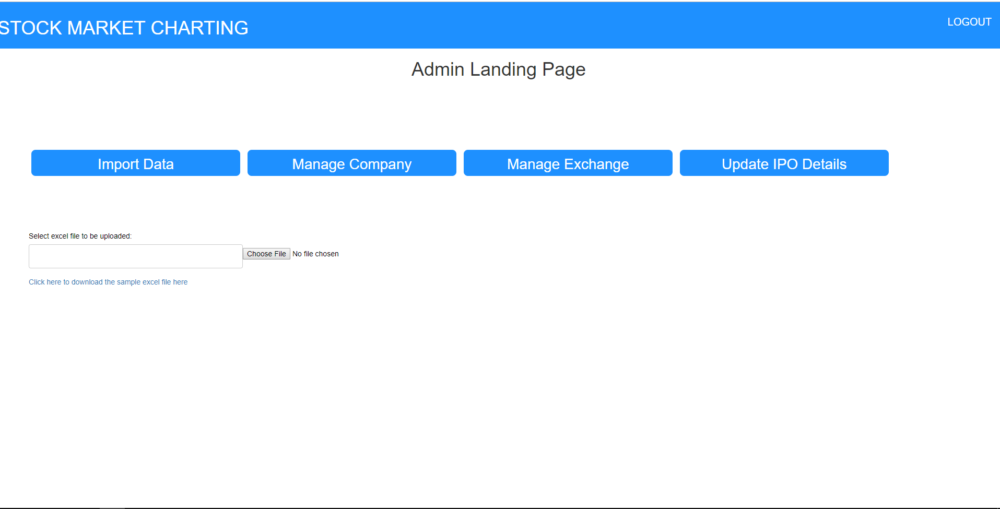 STOCK MARKET CHARTING
LOGOUT
Admin Landing Page
Import Data
Manage Company
Manage Exchange
Update IPO Details
Select excel file to be uploaded:
Choose File No file chosen
Click here to download the sample excel file here